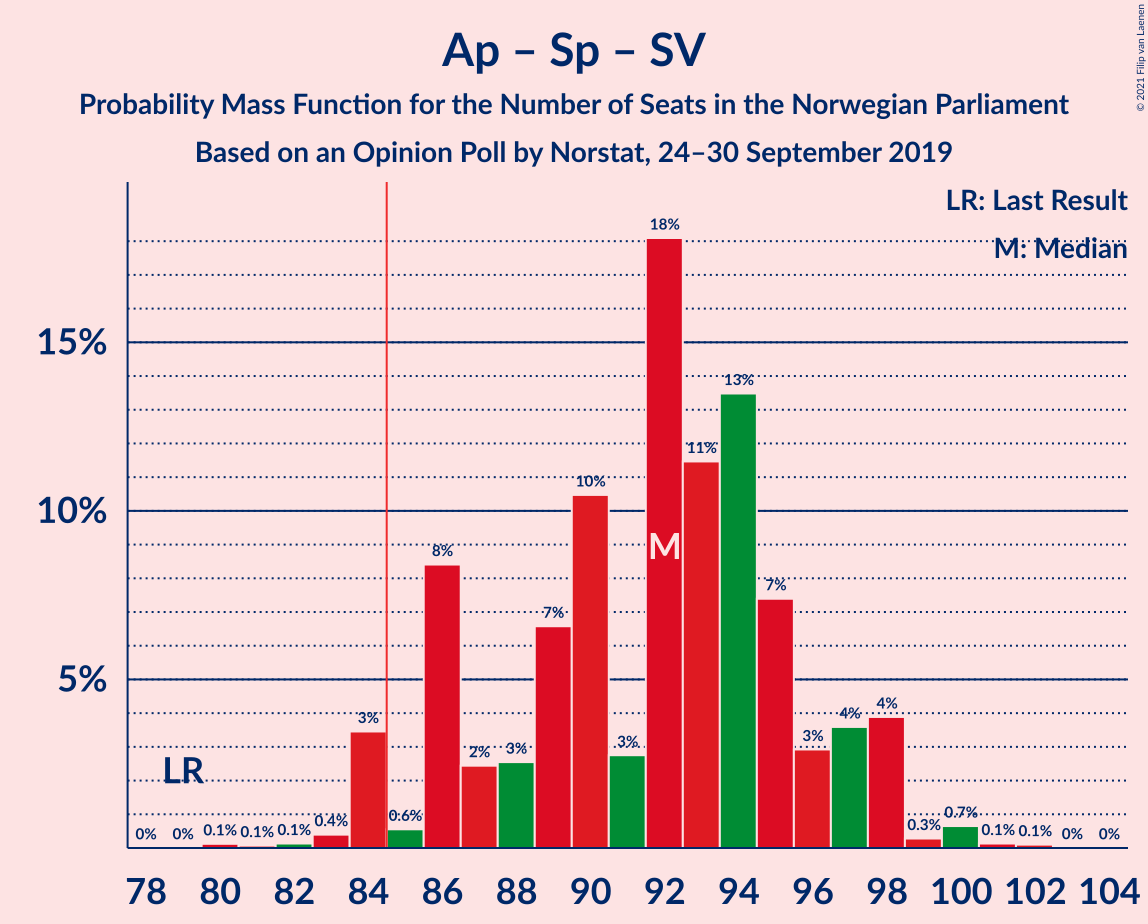 Ap – Sp – SV
Probability Mass Function for the Number of Seats in the Norwegian Parliament
Based on an Opinion Poll by Norstat, 24–30 September 2019
© 2021 Filip van Laenen
LR: Last Result
M: Median
15%
10%
5%
LR
M
0% 0% 0.1% 0.1% 0.1% 0.4% 3% 0.6% 8% 2% 3% 7% 10% 3% 18% 11% 13% 7% 3% 4% 4% 0.3% 0.7% 0.1% 0.1% 0% 0%
78 80 82 84 86 88 90 92 94 96 98 100 102 104